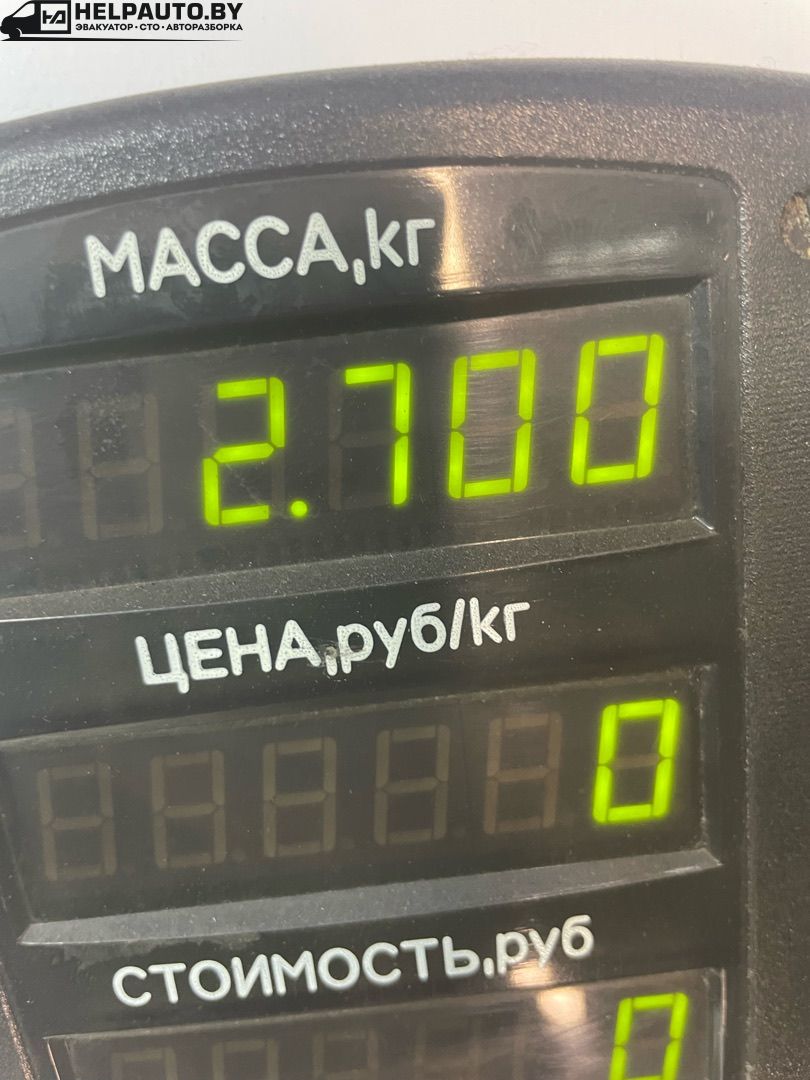 HELPAUTO.BY
ЭВАКУАТОР • СТО • АВТОРАЗБОРКА
МАССА,кг
2.700
ЦЕНА,руб/кг
0
СТОИМОСТЬ,руб
0